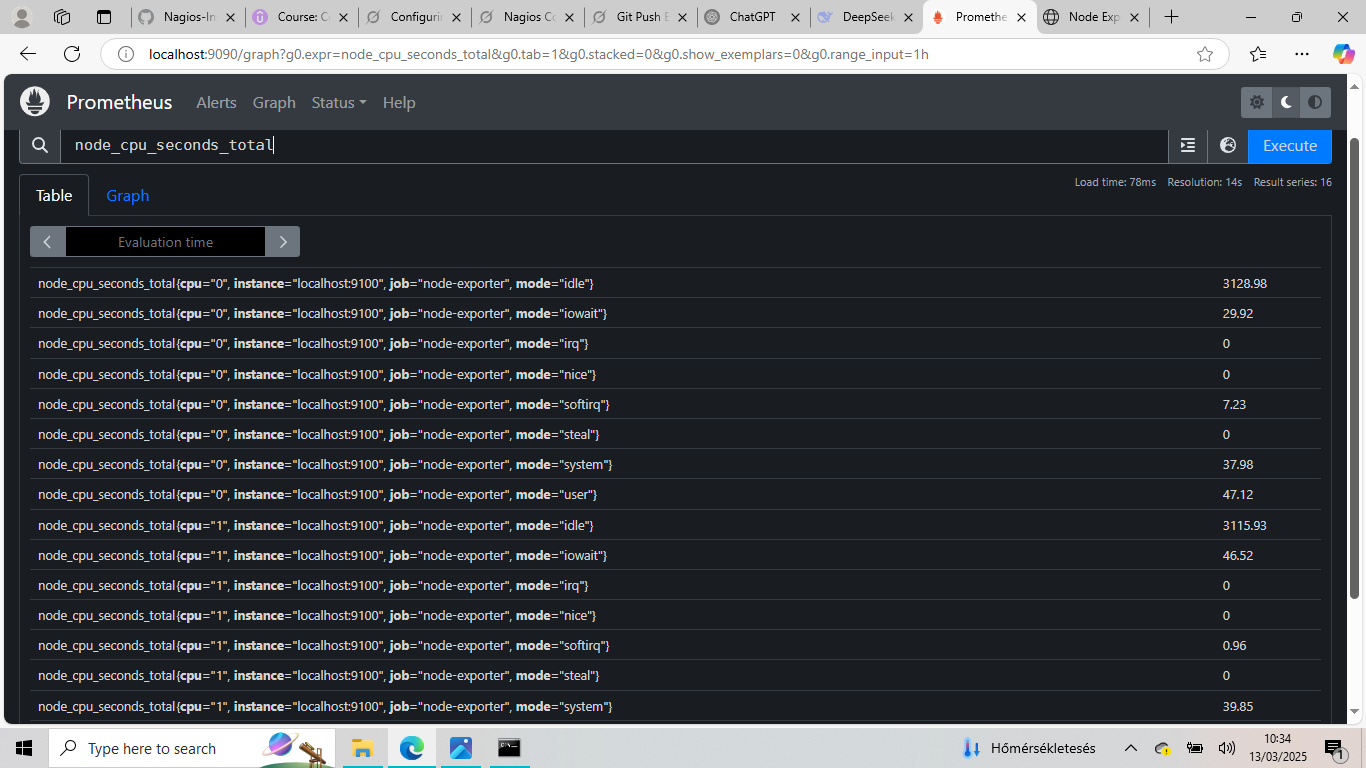 Nagios-In
Course: C
Configurin
Nagios Co
Git Push E
ChatGPT
DeepSeek
Promethe
Node Exp
localhost:9090/graph?g0.expr=node_cpu_seconds_total&g0.tab=1&g0.stacked=0&g0.show_exemplars=0&g0.range_input=1h
Prometheus Alerts Graph Status Help
node_cpu_seconds_total Execute
Load time: 78ms Resolution: 14s Result series: 16
Table Graph
Evaluation time
node_cpu_seconds_total{cpu="0", instance="localhost:9100", job="node-exporter", mode="idle"} 3128.98
node_cpu_seconds_total{cpu="0", instance="localhost:9100", job="node-exporter", mode="iowait"} 29.92
node_cpu_seconds_total{cpu="0", instance="localhost:9100", job="node-exporter", mode="irq"} 0
node_cpu_seconds_total{cpu="0", instance="localhost:9100", job="node-exporter", mode="nice"} 0
node_cpu_seconds_total{cpu="0", instance="localhost:9100", job="node-exporter", mode="softirq"} 7.23
node_cpu_seconds_total{cpu="0", instance="localhost:9100", job="node-exporter", mode="steal"} 0
node_cpu_seconds_total{cpu="0", instance="localhost:9100", job="node-exporter", mode="system"} 37.98
node_cpu_seconds_total{cpu="0", instance="localhost:9100", job="node-exporter", mode="user"} 47.12
node_cpu_seconds_total{cpu="1", instance="localhost:9100", job="node-exporter", mode="idle"} 3115.93
node_cpu_seconds_total{cpu="1", instance="localhost:9100", job="node-exporter", mode="iowait"} 46.52
node_cpu_seconds_total{cpu="1", instance="localhost:9100", job="node-exporter", mode="irq"} 0
node_cpu_seconds_total{cpu="1", instance="localhost:9100", job="node-exporter", mode="nice"} 0
node_cpu_seconds_total{cpu="1", instance="localhost:9100", job="node-exporter", mode="softirq"} 0.96
node_cpu_seconds_total{cpu="1", instance="localhost:9100", job="node-exporter", mode="steal"} 0
node_cpu_seconds_total{cpu="1", instance="localhost:9100", job="node-exporter", mode="system"} 39.85
Type here to search
Hőmérsékletesés
10:34
13/03/2025
1